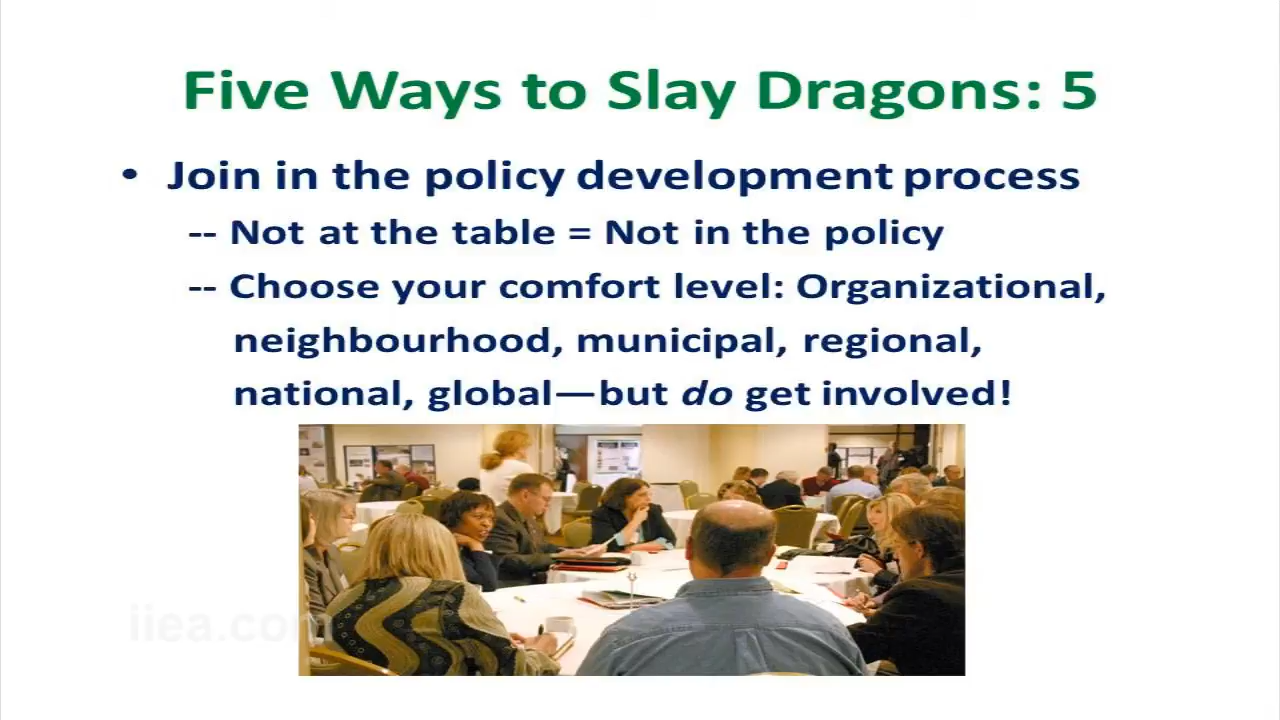 Five Ways to Slay Dragons: 5
• Join in the policy development process
-- Not at the table = Not in the policy
-- Choose your comfort level: Organizational,
neighbourhood, municipal, regional,
national, global—but do get involved!
iiea.com